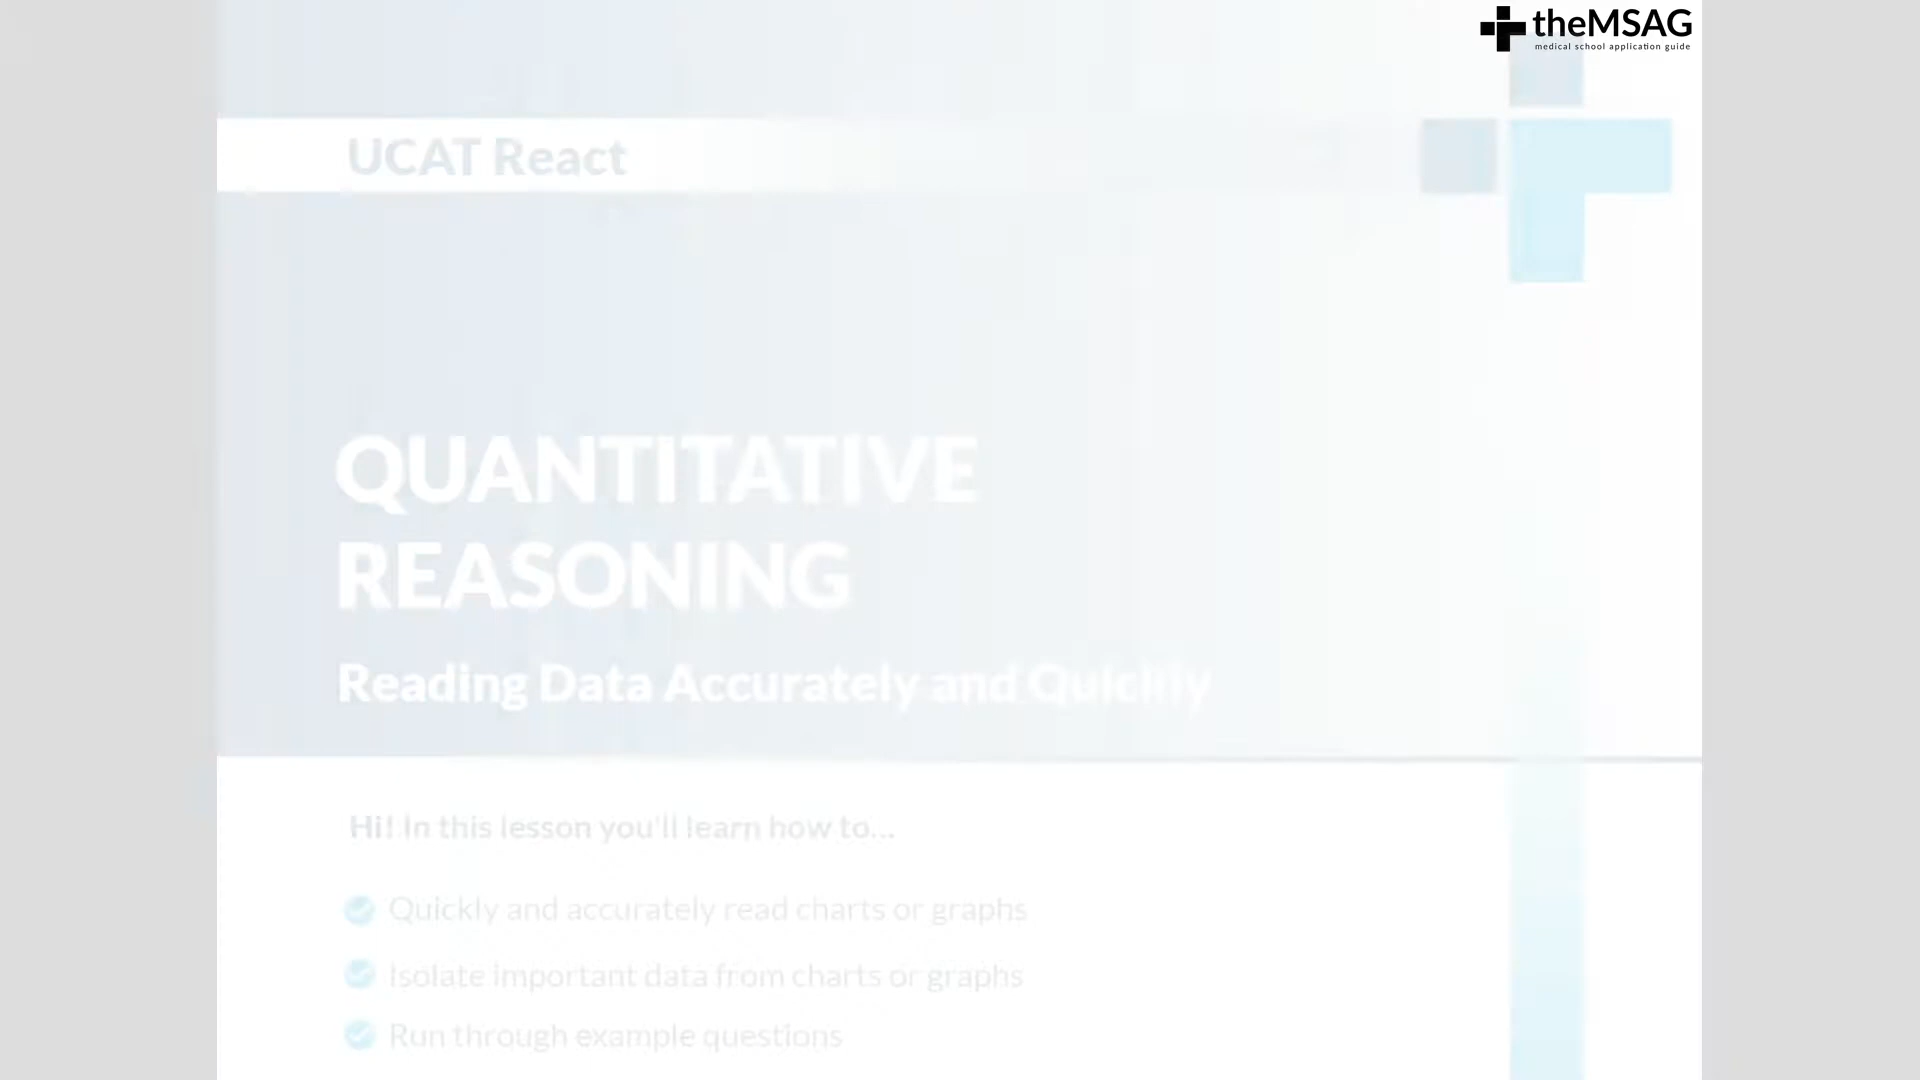 theMSAG
medical school application guide
UCAT React
QUANTITATIVE
REASONING
Reading Data Accurately and Quickly
Hi! In this lesson you'll learn how to...
Quickly and accurately read charts or graphs
Isolate important data from charts or graphs
Run through example questions